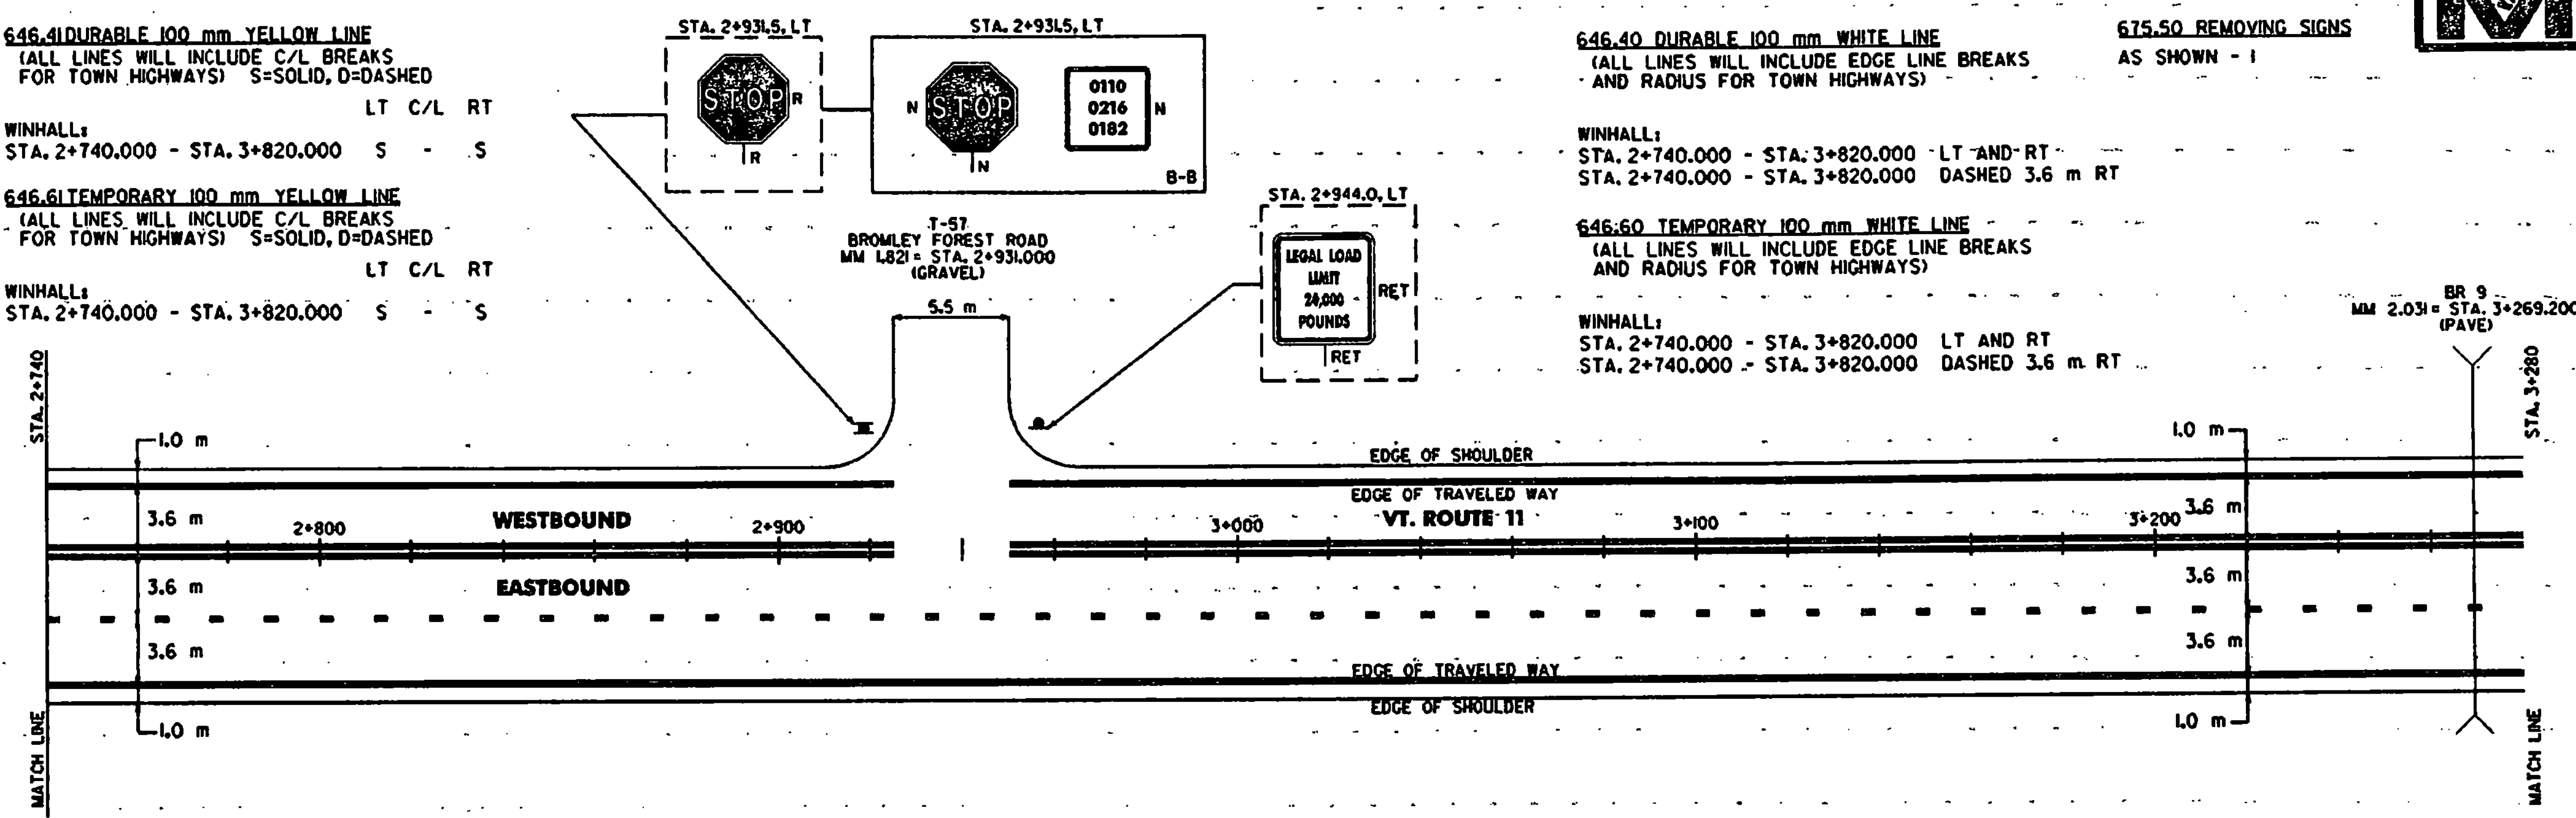 646.41 DURABLE 100 mm YELLOW LINE
(ALL LINES WILL INCLUDE C/L BREAKS
FOR TOWN HIGHWAYS) S=SOLID, D=DASHED
LT C/L RT
WINHALL:
STA. 2+740.000 - STA. 3+820.000 S - S
646.61 TEMPORARY 100 mm YELLOW LINE
(ALL LINES WILL INCLUDE C/L BREAKS
FOR TOWN HIGHWAYS) S=SOLID, D=DASHED
LT C/L RT
WINHALL:
STA. 2+740.000 - STA. 3+820.000 S - S
STA. 2+931.5, LT
STOP R
R
STA. 2+931.5, LT
N STOP
N
0110
0216 N
0182
B-B
T-57
BROMLEY FOREST ROAD
MM 1.821 = STA. 2+931.000
(GRAVEL)
5.5 m
STA. 2+944.0, LT
LEGAL LOAD
LIMIT
24,000
POUNDS
RET
RET
646.40 DURABLE 100 mm WHITE LINE
(ALL LINES WILL INCLUDE EDGE LINE BREAKS
AND RADIUS FOR TOWN HIGHWAYS)
WINHALL:
STA. 2+740.000 - STA. 3+820.000 LT AND RT
STA. 2+740.000 - STA. 3+820.000 DASHED 3.6 m RT
646.60 TEMPORARY 100 mm WHITE LINE
(ALL LINES WILL INCLUDE EDGE LINE BREAKS
AND RADIUS FOR TOWN HIGHWAYS)
WINHALL:
STA. 2+740.000 - STA. 3+820.000 LT AND RT
STA. 2+740.000 - STA. 3+820.000 DASHED 3.6 m RT
675.50 REMOVING SIGNS
AS SHOWN - 1
BR 9
MM 2.031 = STA. 3+269.200
(PAVE)
STA. 2+740
STA. 3+280
1.0 m
1.0 m
EDGE OF SHOULDER
EDGE OF TRAVELED WAY
3.6 m
WESTBOUND
VT. ROUTE 11
3.6 m
2+800
2+900
3+000
3+100
3+200
3.6 m
EASTBOUND
3.6 m
3.6 m
3.6 m
EDGE OF TRAVELED WAY
EDGE OF SHOULDER
1.0 m
1.0 m
MATCH LINE
MATCH LINE